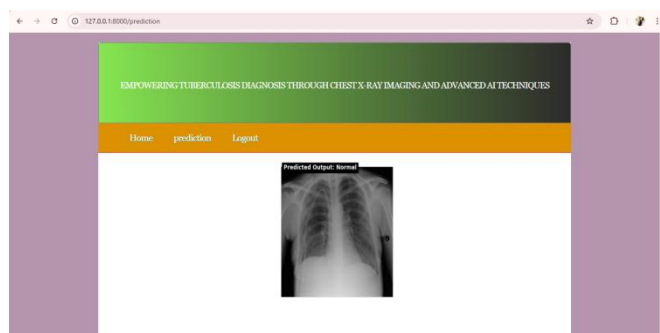 127.0.0.1:8000/prediction
EMPOWERING TUBERCULOSIS DIAGNOSIS THROUGH CHEST X-RAY IMAGING AND ADVANCED AI TECHNIQUES
Home prediction Logout
Predicted Output: Normal